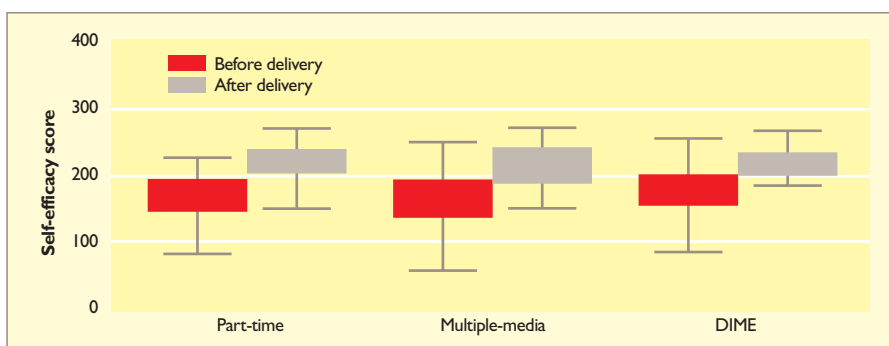 400
300
200
100
0
Self-efficacy score
Before delivery
After delivery
Part-time
Multiple-media
DIME